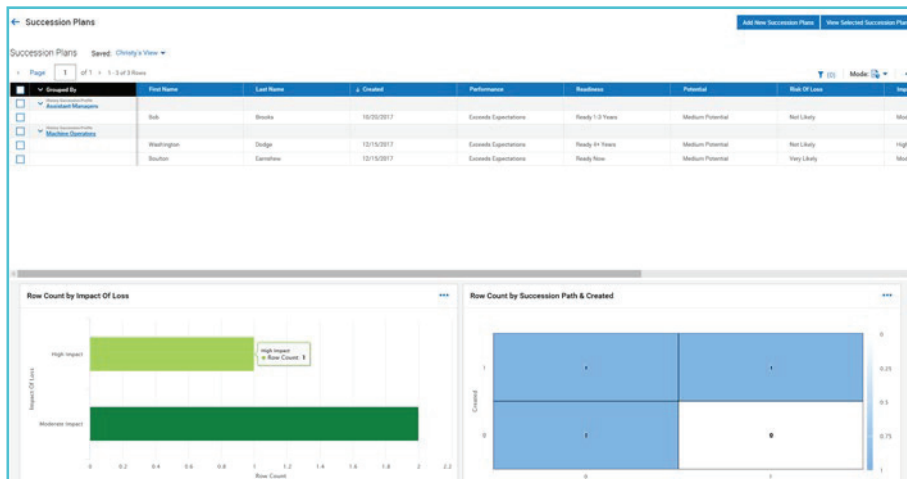 ← Succession Plans
Add New Succession Plans
View Selected Succession Plan
Succession Plans Saved: Christy's View
Page 1 of 1 1 - 3 of 3 Rows
(0) Mode:
Grouped By First Name Last Name ↓ Created Performance Readiness Potential Risk Of Loss Imp
Assistant Managers
Bob Brooks 10/20/2017 Exceeds Expectations Ready 1-3 Years Medium Potential Not Likely Mod
Machine Operators
Washington Dodge 12/15/2017 Exceeds Expectations Ready 4+ Years Medium Potential Not Likely High
Boulton Earnshaw 12/15/2017 Exceeds Expectations Ready Now Medium Potential Very Likely Mod
Row Count by Impact Of Loss
High Impact
High Impact
Row Count: 1
Impact Of Loss
Moderate Impact
0 0.2 0.4 0.6 0.8 1 1.2 1.4 1.6 1.8 2 2.2
Row Count
Row Count by Succession Path & Created
0
1 1 1
0.25
Created
0.5
0 1 0
0.75
0 1
1